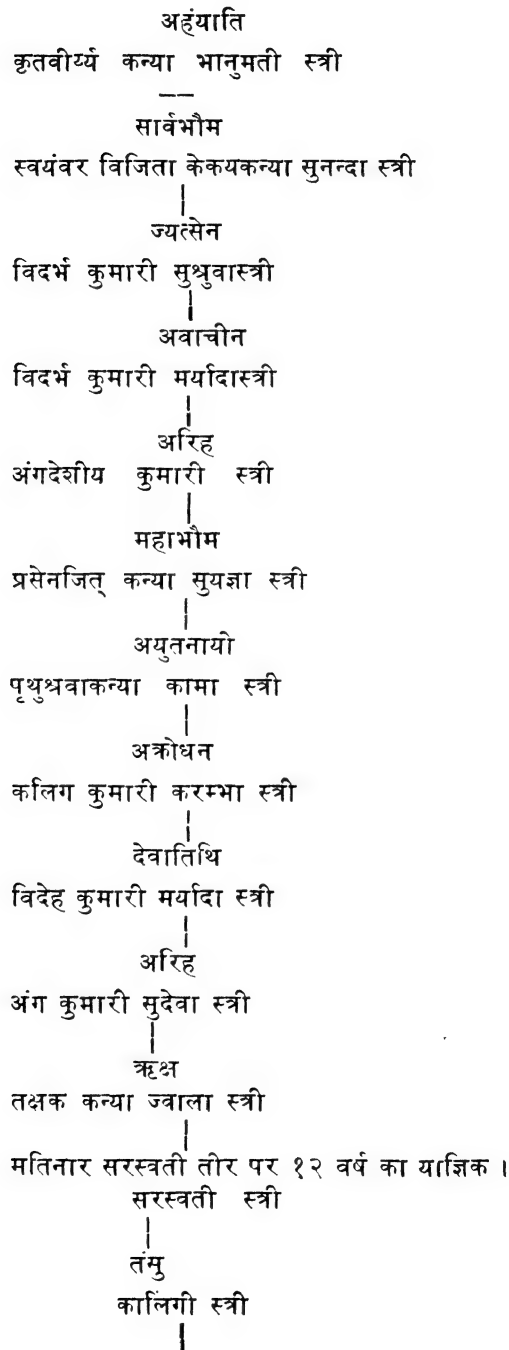 अहंयाति
कृतवीर्य्य कन्या भानुमती स्त्री
सार्वभौम
स्वयंवर विजिता केकयकन्या सुनन्दा स्त्री
ज्यत्सेन
विदर्भ कुमारी सुश्रुवास्त्री
अवाचीन
विदर्भ कुमारी मर्यादास्त्री
अरिह
अंगदेशीय कुमारी स्त्री
महाभौम
प्रसेनजित् कन्या सुयज्ञा स्त्री
अयुतनायो
पृथुश्रवाकन्या कामा स्त्री
अक्रोधन
कलिग कुमारी करम्भा स्त्री
देवातिथि
विदेह कुमारी मर्यादा स्त्री
अरिह
अंग कुमारी सुदेवा स्त्री
ऋक्ष
तक्षक कन्या ज्वाला स्त्री
मतिनार सरस्वती तीर पर १२ वर्ष का याज्ञिक ।
सरस्वती स्त्री
तंमु
कालिंगी स्त्री